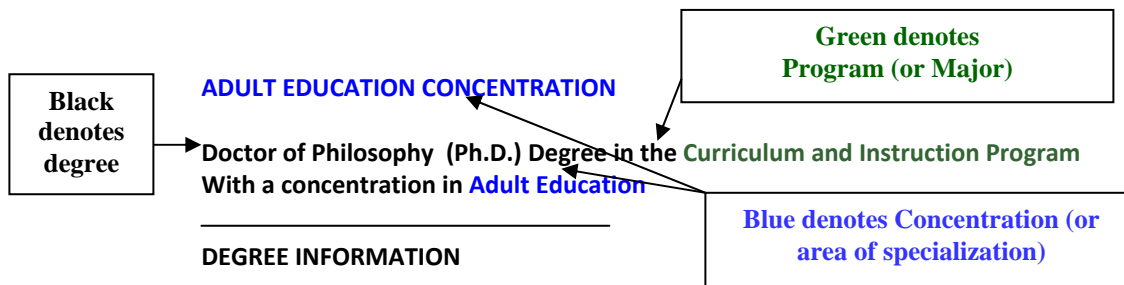 Green denotes
Program (or Major)
Black
denotes
degree
ADULT EDUCATION CONCENTRATION
Doctor of Philosophy (Ph.D.) Degree in the Curriculum and Instruction Program
With a concentration in Adult Education
Blue denotes Concentration (or
area of specialization)
DEGREE INFORMATION